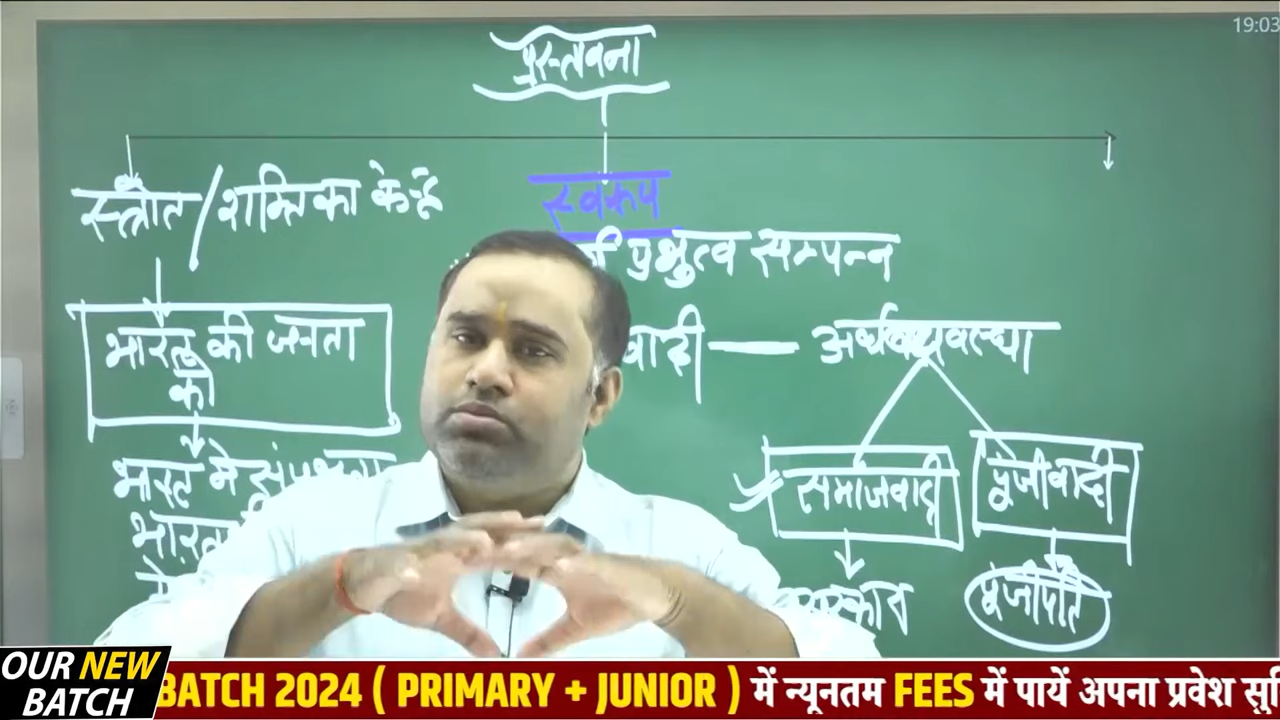 19:03
प्रस्तावना
स्त्रोत/शक्ति का केन्द्र
स्वरूप
प्रभुत्व सम्पन्न
भारत की जनता
को
वादी — अर्थव्यवस्था
समाजवादी
पूंजीवादी
भारत में संप्रभुता
पूंजीपति
OUR NEW
BATCH
BATCH 2024 ( PRIMARY + JUNIOR ) में न्यूनतम FEES में पायें अपना प्रवेश